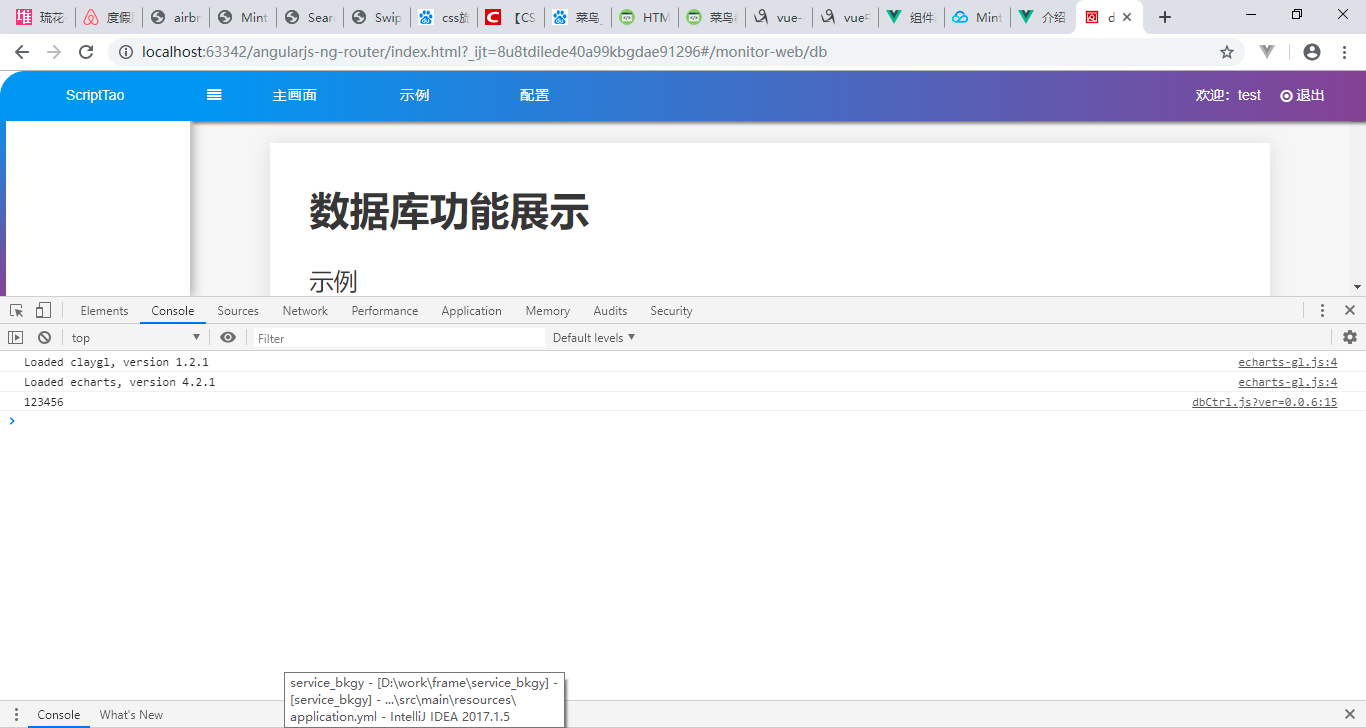 琉花
度假
airbr
Mint
Sear
Swip
css旋
【CS
菜鸟
HTM
菜鸟
vue-
vueF
组件
Mint
介绍
d
localhost:63342/angularjs-ng-router/index.html?_ijt=8u8tdilede40a99kbgdae91296#/monitor-web/db
ScriptTao 主画面 示例 配置 欢迎：test 退出
数据库功能展示
示例
Elements Console Sources Network Performance Application Memory Audits Security
top Filter Default levels
Loaded claygl, version 1.2.1 echarts-gl.js:4
Loaded echarts, version 4.2.1 echarts-gl.js:4
123456 dbCtrl.js?ver=0.0.6:15
service_bkgy - [D:\work\frame\service_bkgy] -
[service_bkgy] - ...\src\main\resources\
application.yml - IntelliJ IDEA 2017.1.5
Console What's New